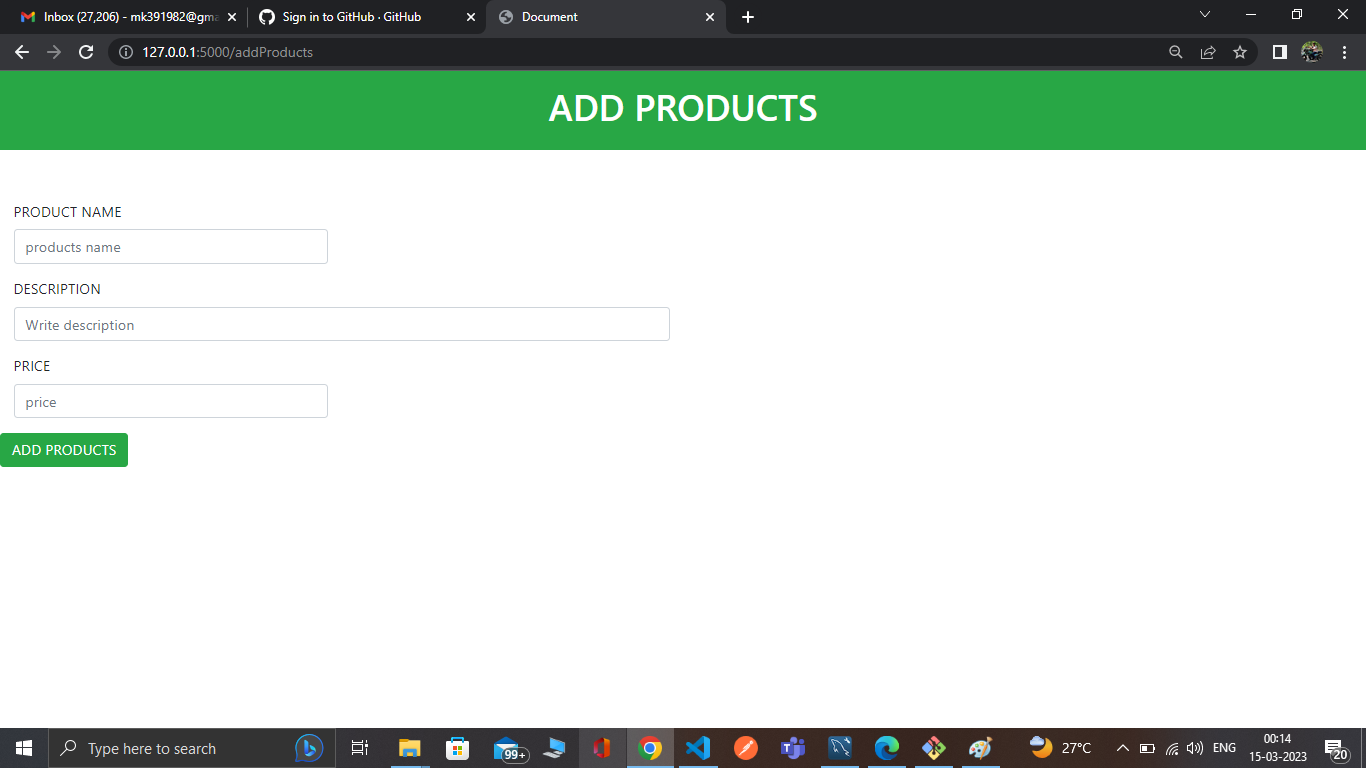 Inbox (27,206) - mk391982@gma
Sign in to GitHub · GitHub
Document
127.0.0.1:5000/addProducts
ADD PRODUCTS
PRODUCT NAME
products name
DESCRIPTION
Write description
PRICE
price
ADD PRODUCTS
Type here to search
99+
27°C
ENG
00:14
15-03-2023
20